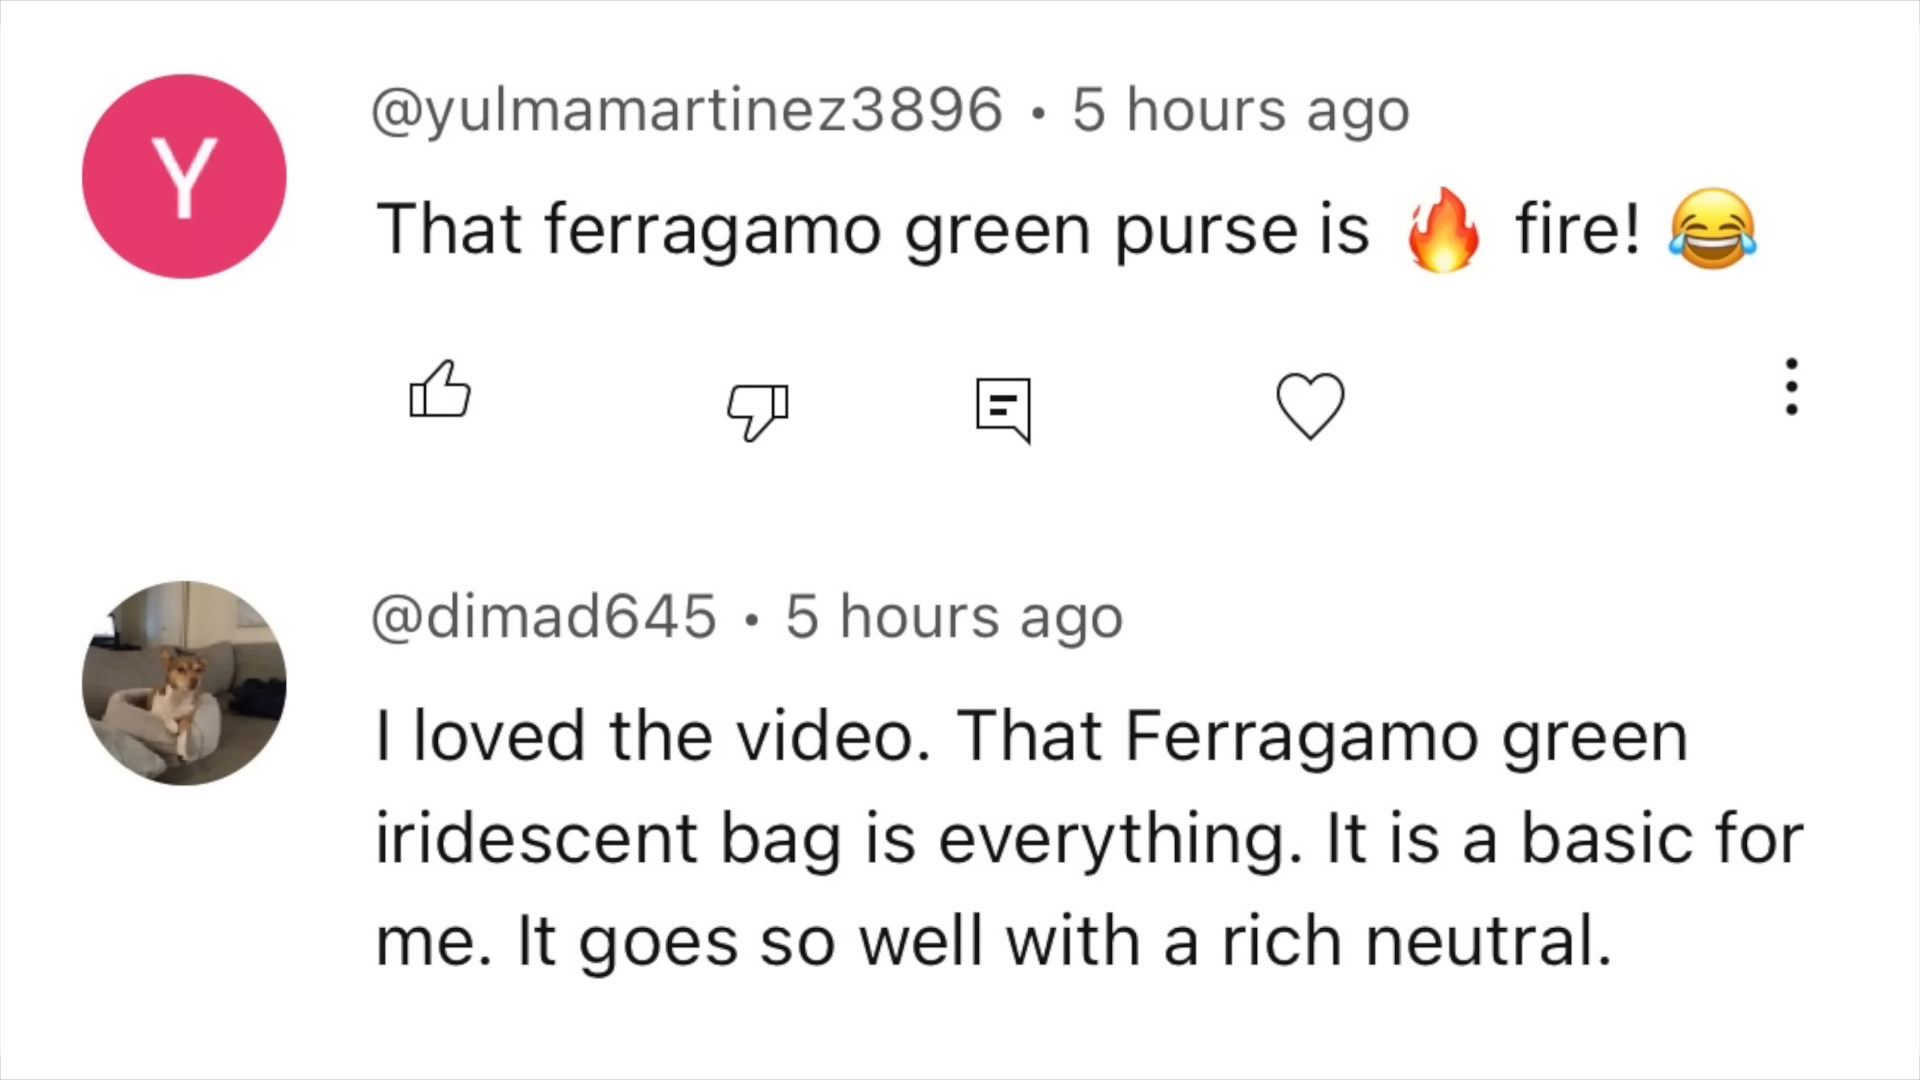 Y
@yulmamartinez3896 • 5 hours ago
That ferragamo green purse is 🔥 fire! 😂
@dimad645 • 5 hours ago
I loved the video. That Ferragamo green
iridescent bag is everything. It is a basic for
me. It goes so well with a rich neutral.